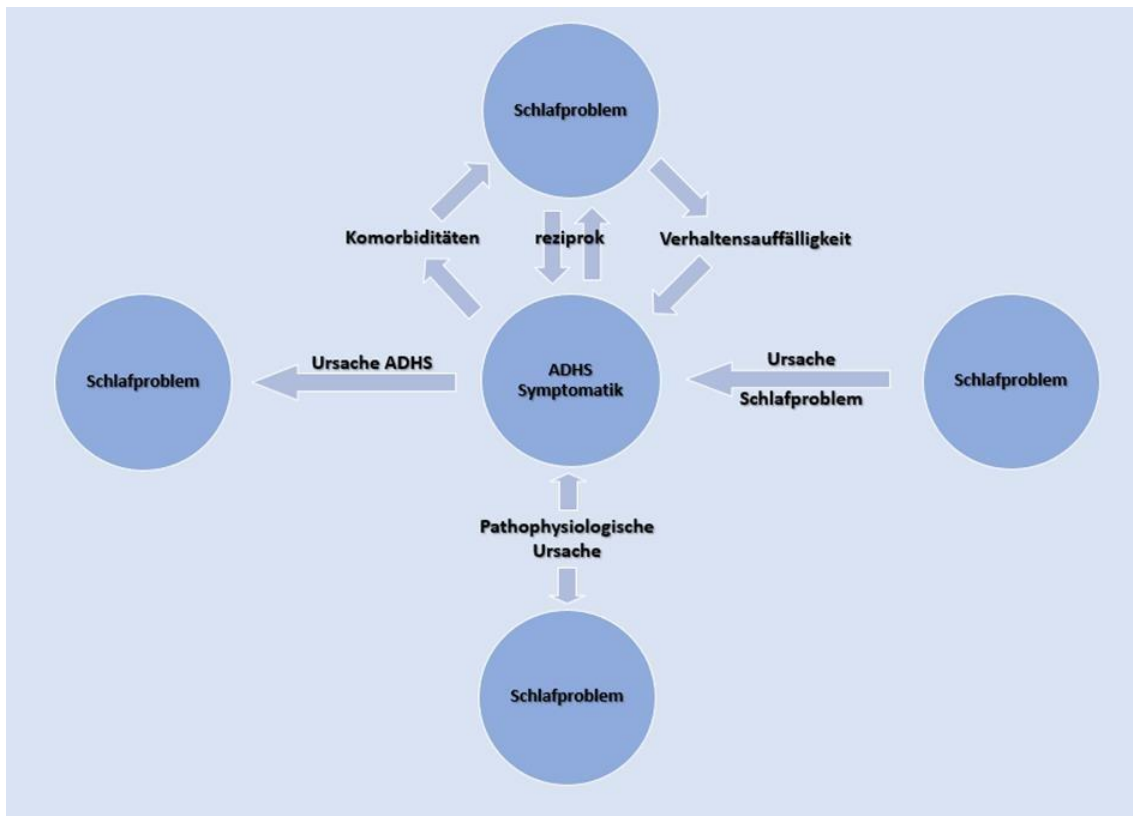 Schlafproblem
Komorbiditäten
reziprok
Verhaltensauffälligkeit
Schlafproblem
Ursache ADHS
ADHS
Symptomatik
Ursache
Schlafproblem
Schlafproblem
Pathophysiologische
Ursache
Schlafproblem